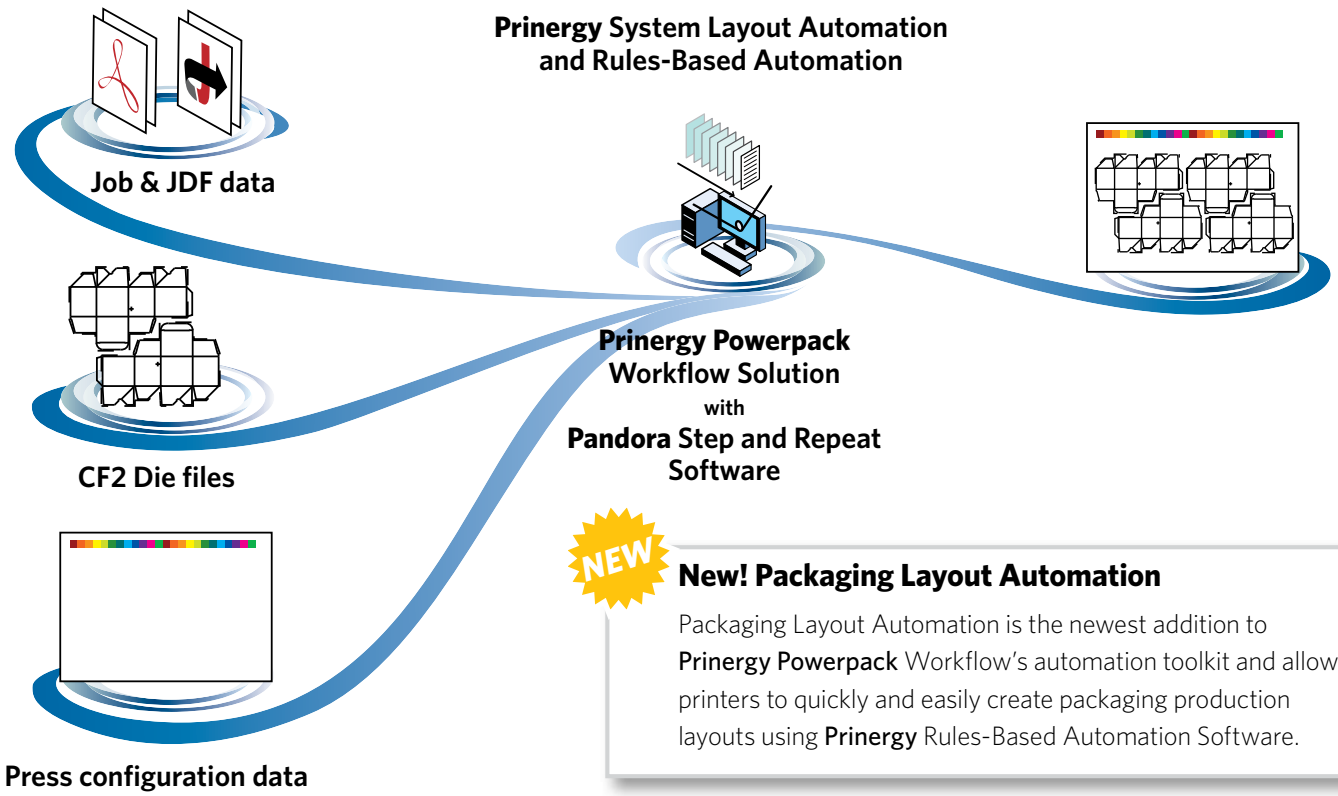 Prinergy System Layout Automation
and Rules-Based Automation
Job & JDF data
CF2 Die files
Press configuration data
Prinergy Powerpack
Workflow Solution
with
Pandora Step and Repeat
Software
NEW
New! Packaging Layout Automation
Packaging Layout Automation is the newest addition to
Prinergy Powerpack Workflow’s automation toolkit and allow
printers to quickly and easily create packaging production
layouts using Prinergy Rules-Based Automation Software.